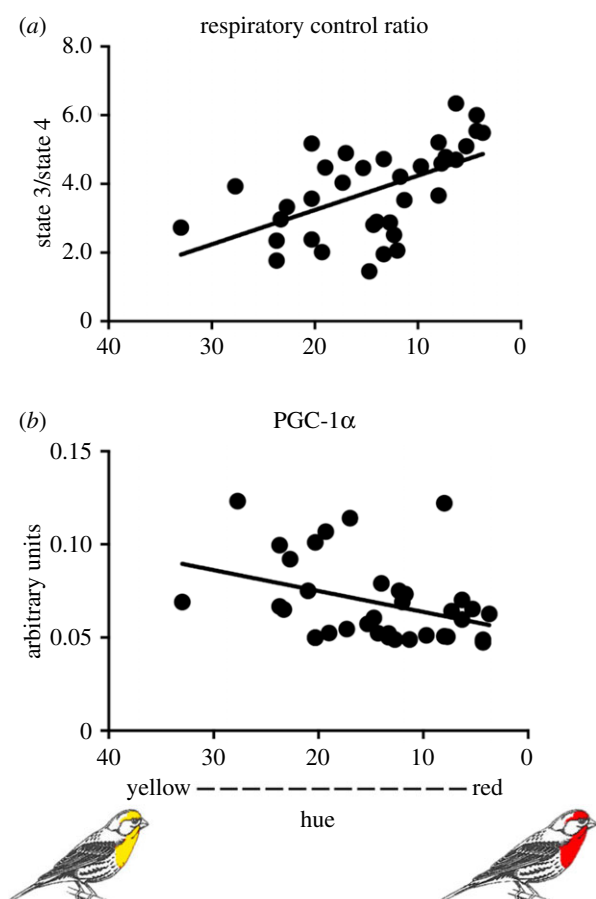 (a) respiratory control ratio
state 3/state 4
8.0
6.0
4.0
2.0
0
40 30 20 10 0
(b) PGC-1α
arbitrary units
0.15
0.10
0.05
0
40 30 20 10 0
yellow red
hue